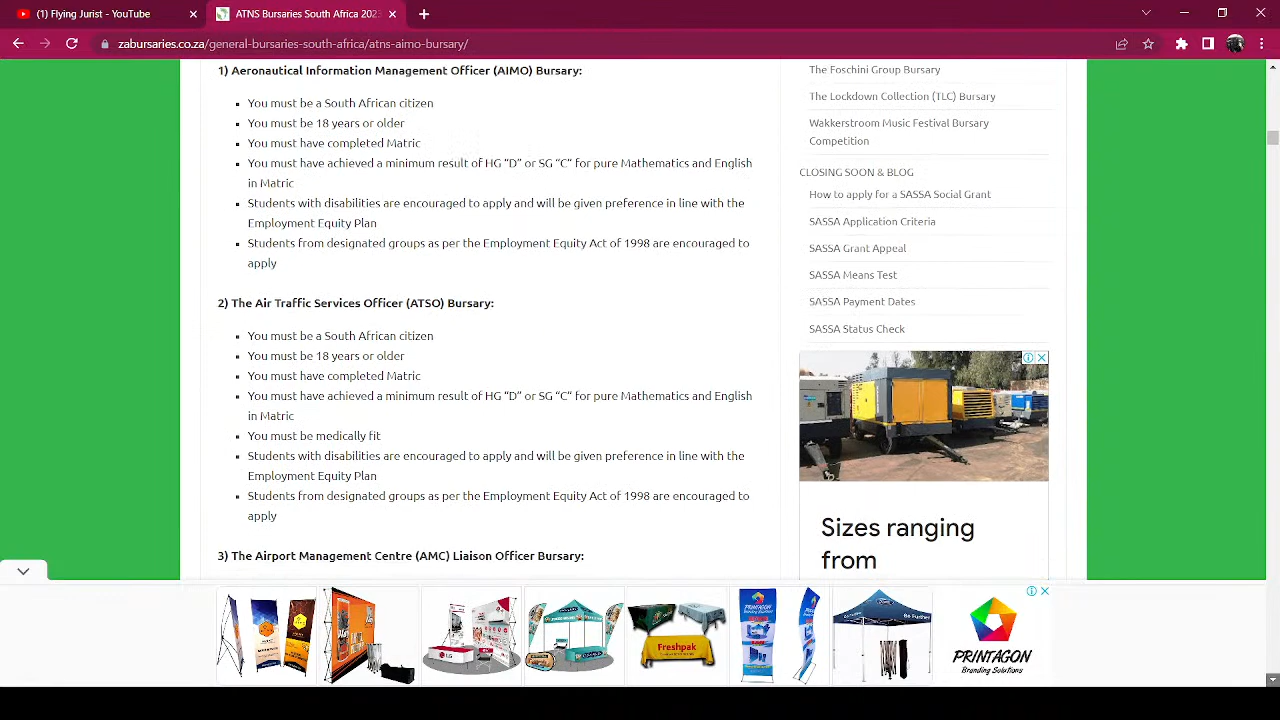 (1) Flying Jurist - YouTube
ATNS Bursaries South Africa 202
zabursaries.co.za/general-bursaries-south-africa/atns-aimo-bursary/
1) Aeronautical Information Management Officer (AIMO) Bursary:
You must be a South African citizen
You must be 18 years or older
You must have completed Matric
You must have achieved a minimum result of HG “D” or SG “C” for pure Mathematics and English
in Matric
Students with disabilities are encouraged to apply and will be given preference in line with the
Employment Equity Plan
Students from designated groups as per the Employment Equity Act of 1998 are encouraged to
apply
2) The Air Traffic Services Officer (ATSO) Bursary:
You must be a South African citizen
You must be 18 years or older
You must have completed Matric
You must have achieved a minimum result of HG “D” or SG “C” for pure Mathematics and English
in Matric
You must be medically fit
Students with disabilities are encouraged to apply and will be given preference in line with the
Employment Equity Plan
Students from designated groups as per the Employment Equity Act of 1998 are encouraged to
apply
3) The Airport Management Centre (AMC) Liaison Officer Bursary:
The Foschini Group Bursary
The Lockdown Collection (TLC) Bursary
Wakkerstroom Music Festival Bursary
Competition
CLOSING SOON & BLOG
How to apply for a SASSA Social Grant
SASSA Application Criteria
SASSA Grant Appeal
SASSA Means Test
SASSA Payment Dates
SASSA Status Check
Sizes ranging
from
LG
Freshpak
PRINTAGON
Be Further
PRINTAGON
Branding Solutions